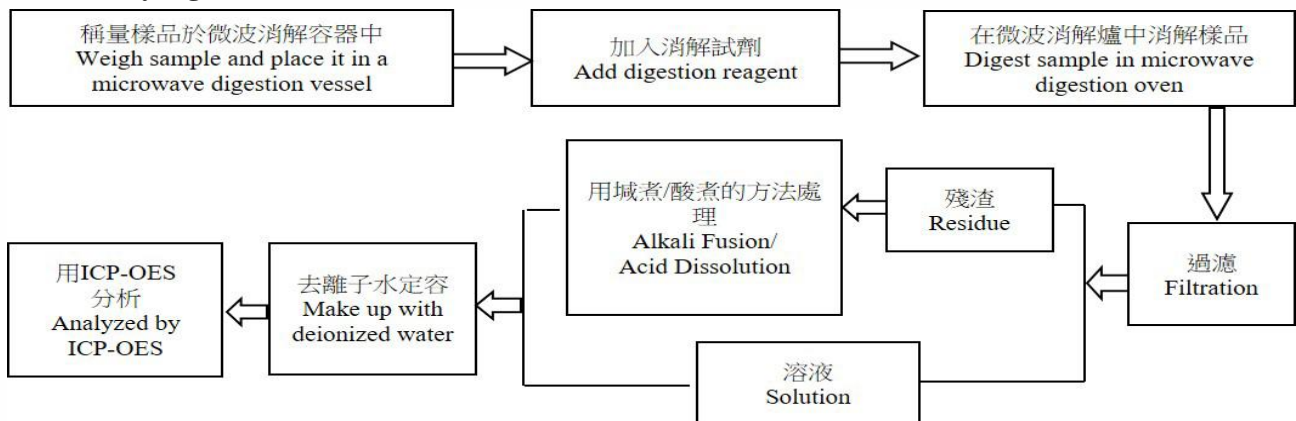 稱量樣品於微波消解容器中
Weigh sample and place it in a
microwave digestion vessel
加入消解試劑
Add digestion reagent
在微波消解爐中消解樣品
Digest sample in microwave
digestion oven
過濾
Filtration
殘渣
Residue
用堿煮/酸煮的方法處
理
Alkali Fusion/
Acid Dissolution
溶液
Solution
去離子水定容
Make up with
deionized water
用ICP-OES
分析
Analyzed by
ICP-OES